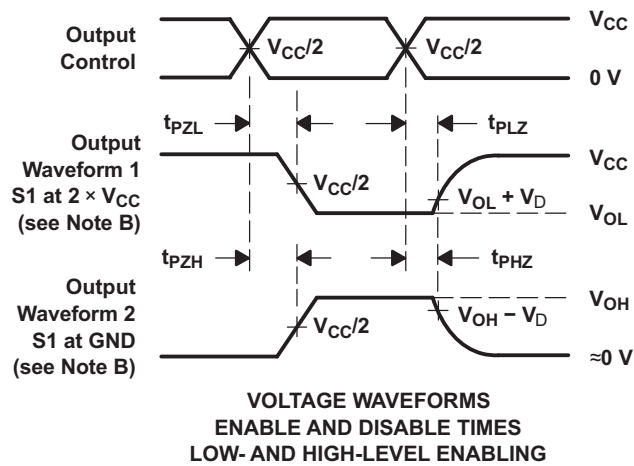 Output
Control
V_CC/2
V_CC/2
V_CC
0 V
t_PZL
t_PLZ
Output
Waveform 1
S1 at 2 × V_CC
(see Note B)
V_CC/2
V_CC
V_OL + V_D
V_OL
t_PZH
t_PHZ
Output
Waveform 2
S1 at GND
(see Note B)
V_CC/2
V_OH
V_OH − V_D
≈0 V
VOLTAGE WAVEFORMS
ENABLE AND DISABLE TIMES
LOW- AND HIGH-LEVEL ENABLING